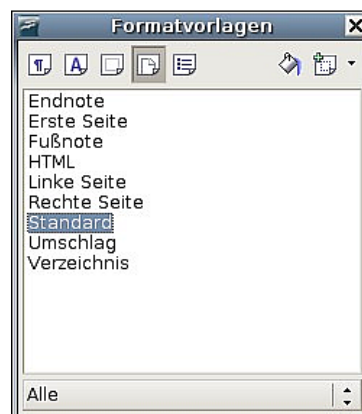 Formatvorlagen
Endnote
Erste Seite
Fußnote
HTML
Linke Seite
Rechte Seite
Standard
Umschlag
Verzeichnis
Alle